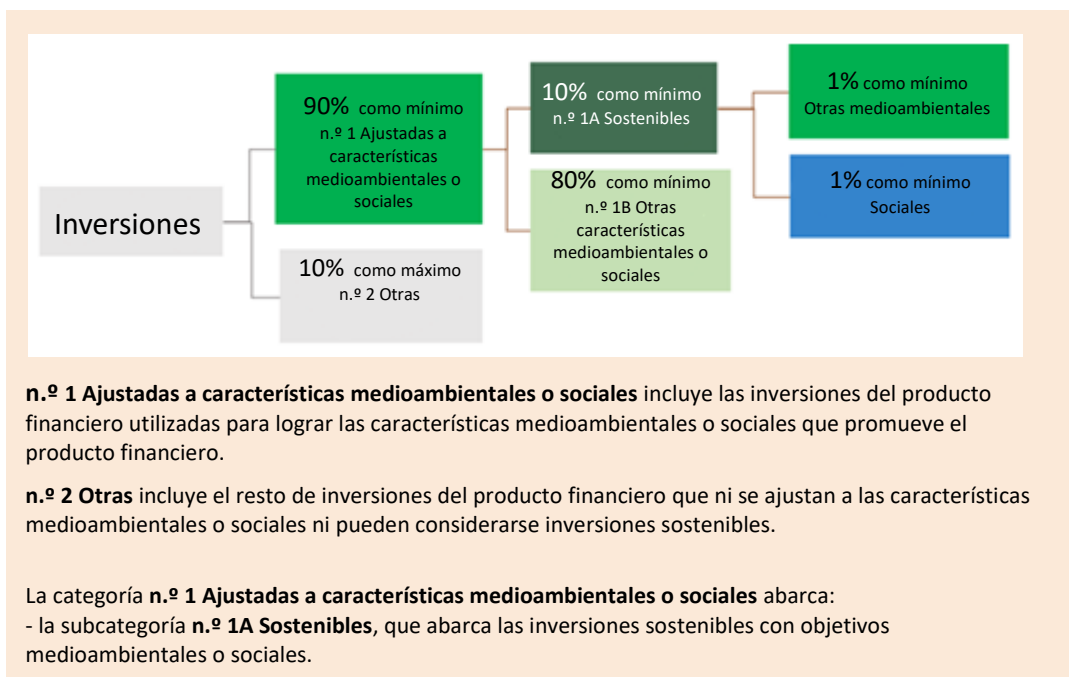 Inversiones
90% como mínimo
n.º 1 Ajustadas a
características
medioambientales o
sociales
10% como máximo
n.º 2 Otras
10% como mínimo
n.º 1A Sostenibles
80% como mínimo
n.º 1B Otras
características
medioambientales o
sociales
1% como mínimo
Otras medioambientales
1% como mínimo
Sociales
n.º 1 Ajustadas a características medioambientales o sociales incluye las inversiones del producto
financiero utilizadas para lograr las características medioambientales o sociales que promueve el
producto financiero.
n.º 2 Otras incluye el resto de inversiones del producto financiero que ni se ajustan a las características
medioambientales o sociales ni pueden considerarse inversiones sostenibles.
La categoría n.º 1 Ajustadas a características medioambientales o sociales abarca:
- la subcategoría n.º 1A Sostenibles, que abarca las inversiones sostenibles con objetivos
medioambientales o sociales.